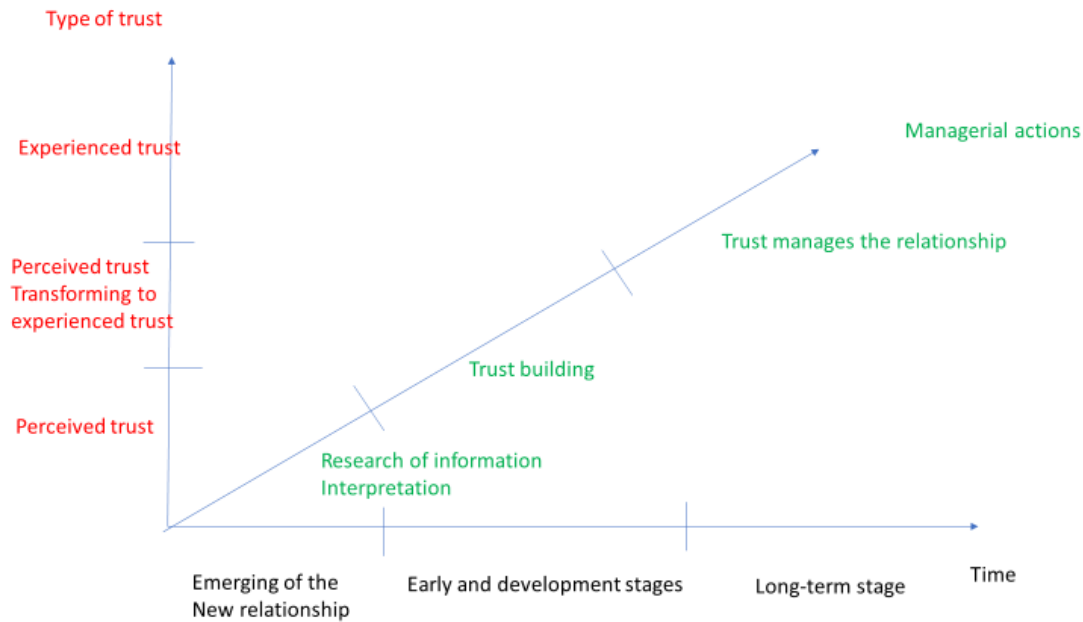 Type of trust
Managerial actions
Experienced trust
Trust manages the relationship
Perceived trust
Transforming to
experienced trust
Trust building
Perceived trust
Research of information
Interpretation
Emerging of the
New relationship
Early and development stages
Long-term stage
Time